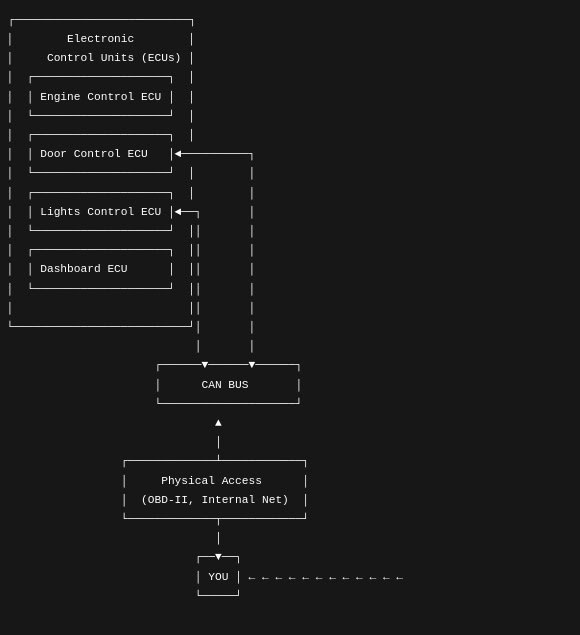 Electronic
Control Units (ECUs)
Engine Control ECU
Door Control ECU
Lights Control ECU
Dashboard ECU
CAN BUS
Physical Access
(OBD-II, Internal Net)
YOU